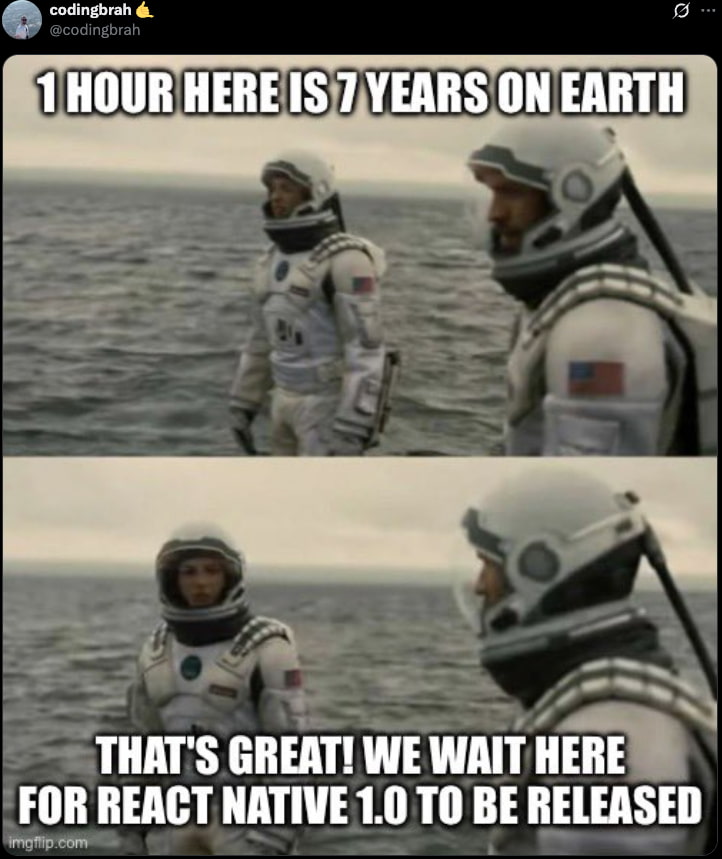 codingbrah 🤙
@codingbrah
1 HOUR HERE IS 7 YEARS ON EARTH
THAT'S GREAT! WE WAIT HERE
FOR REACT NATIVE 1.0 TO BE RELEASED
imgflip.com